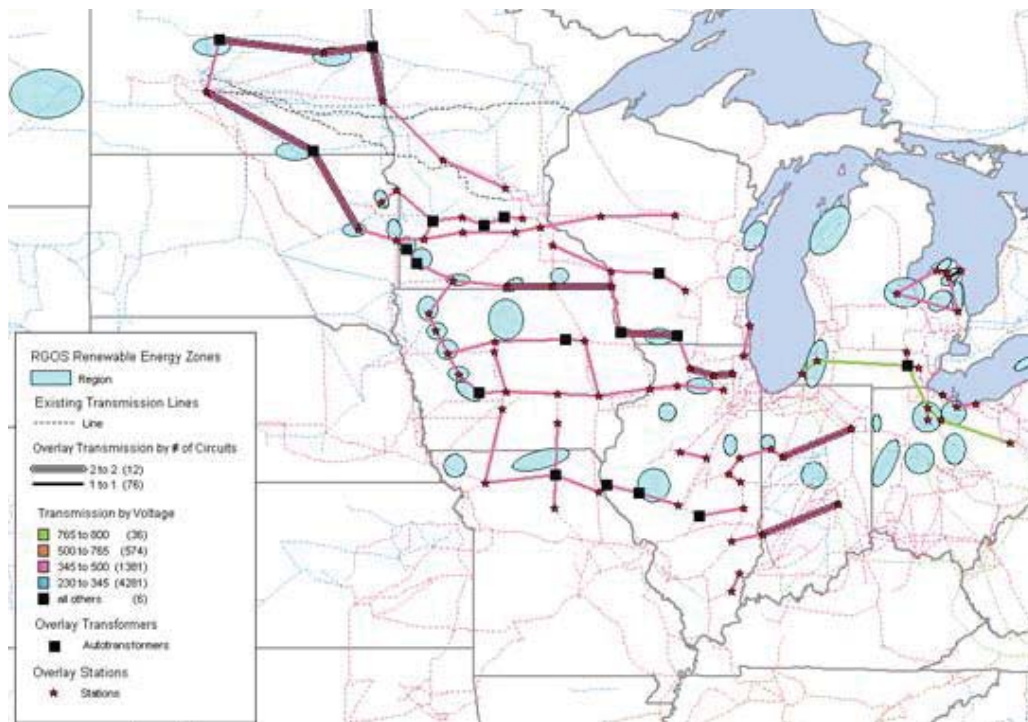 RGOS Renewable Energy Zones
Region
Existing Transmission Lines
Line
Overlay Transmission by # of Circuits
2 to 2 (12)
1 to 1 (76)
Transmission by Voltage
765 to 800 (36)
500 to 765 (574)
345 to 500 (1381)
230 to 345 (4281)
all others (6)
Overlay Transformers
Autotransformers
Overlay Stations
Stations